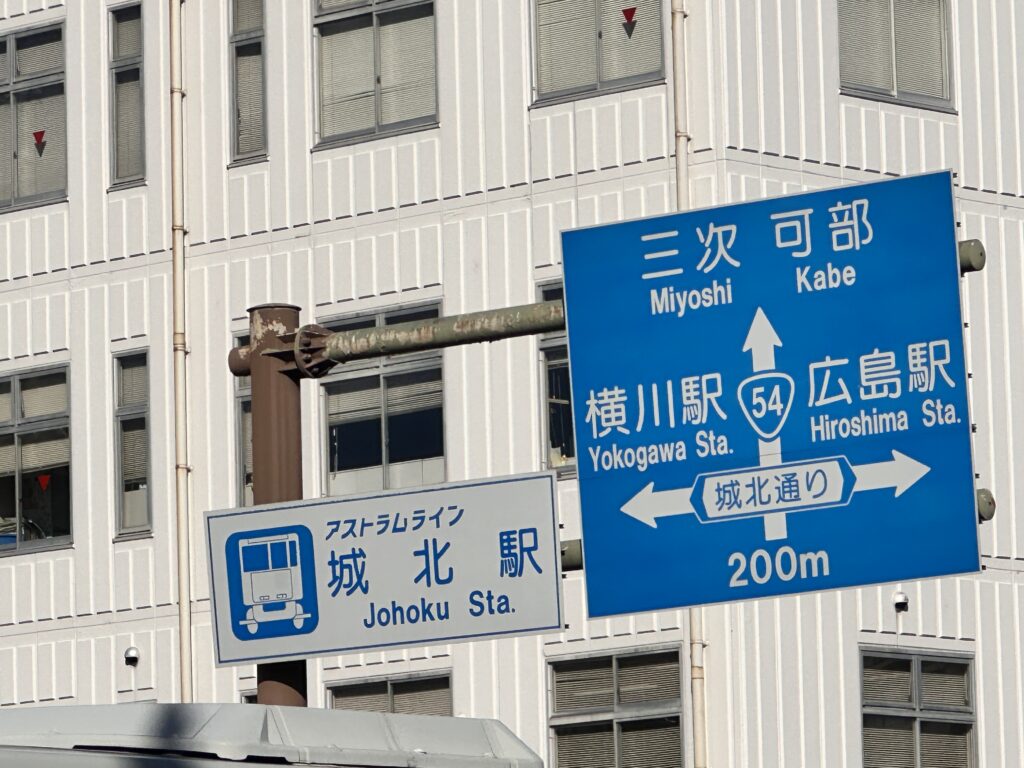 アストラムライン
城北駅
Johoku Sta.
三次 可部
Miyoshi Kabe
横川駅 54 広島駅
Yokogawa Sta. Hiroshima Sta.
城北通り
200m